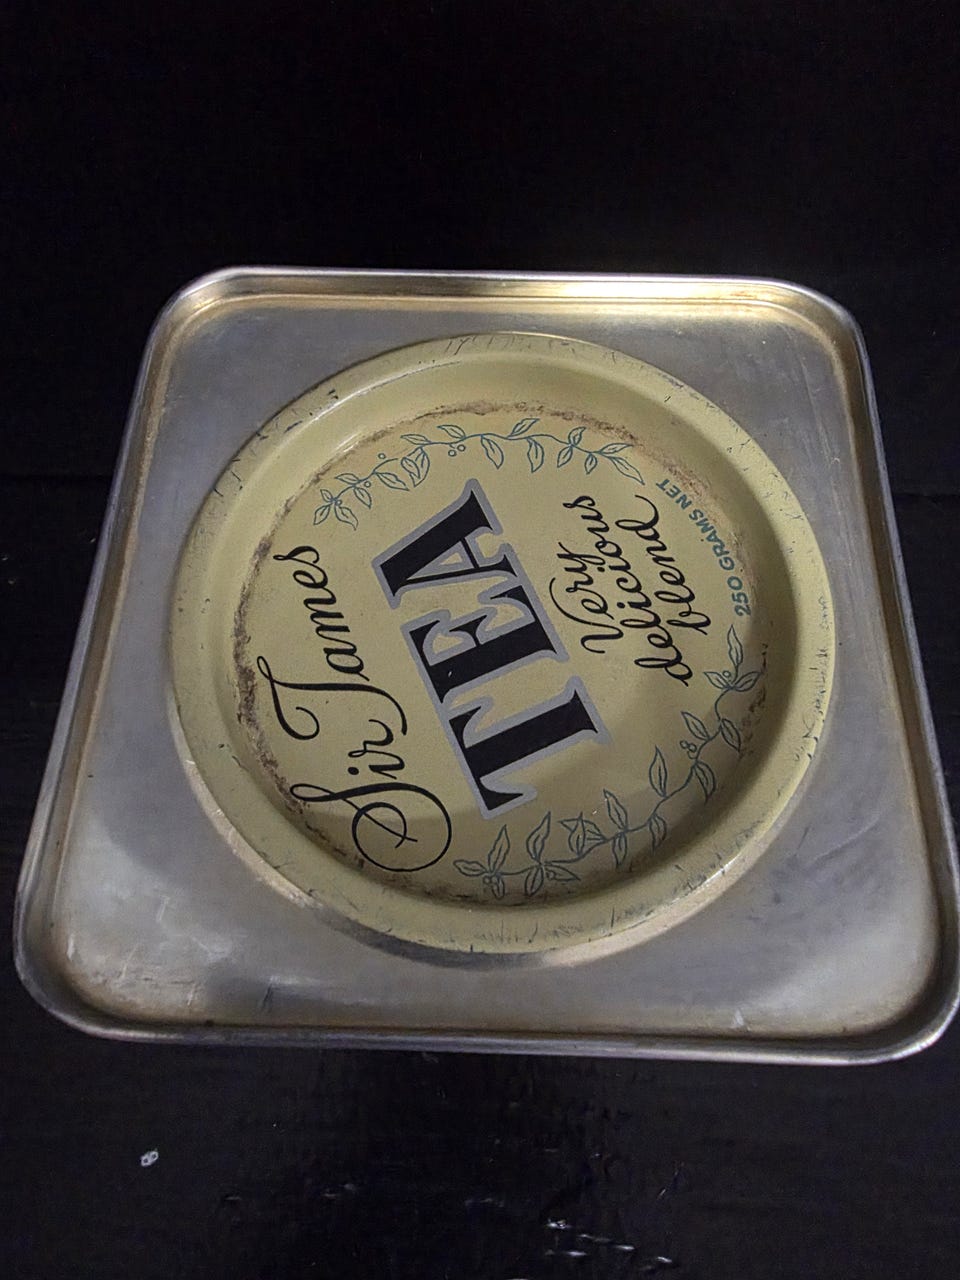 Sir James
TEA
Very
delicious
blend
250 GRAMS NET